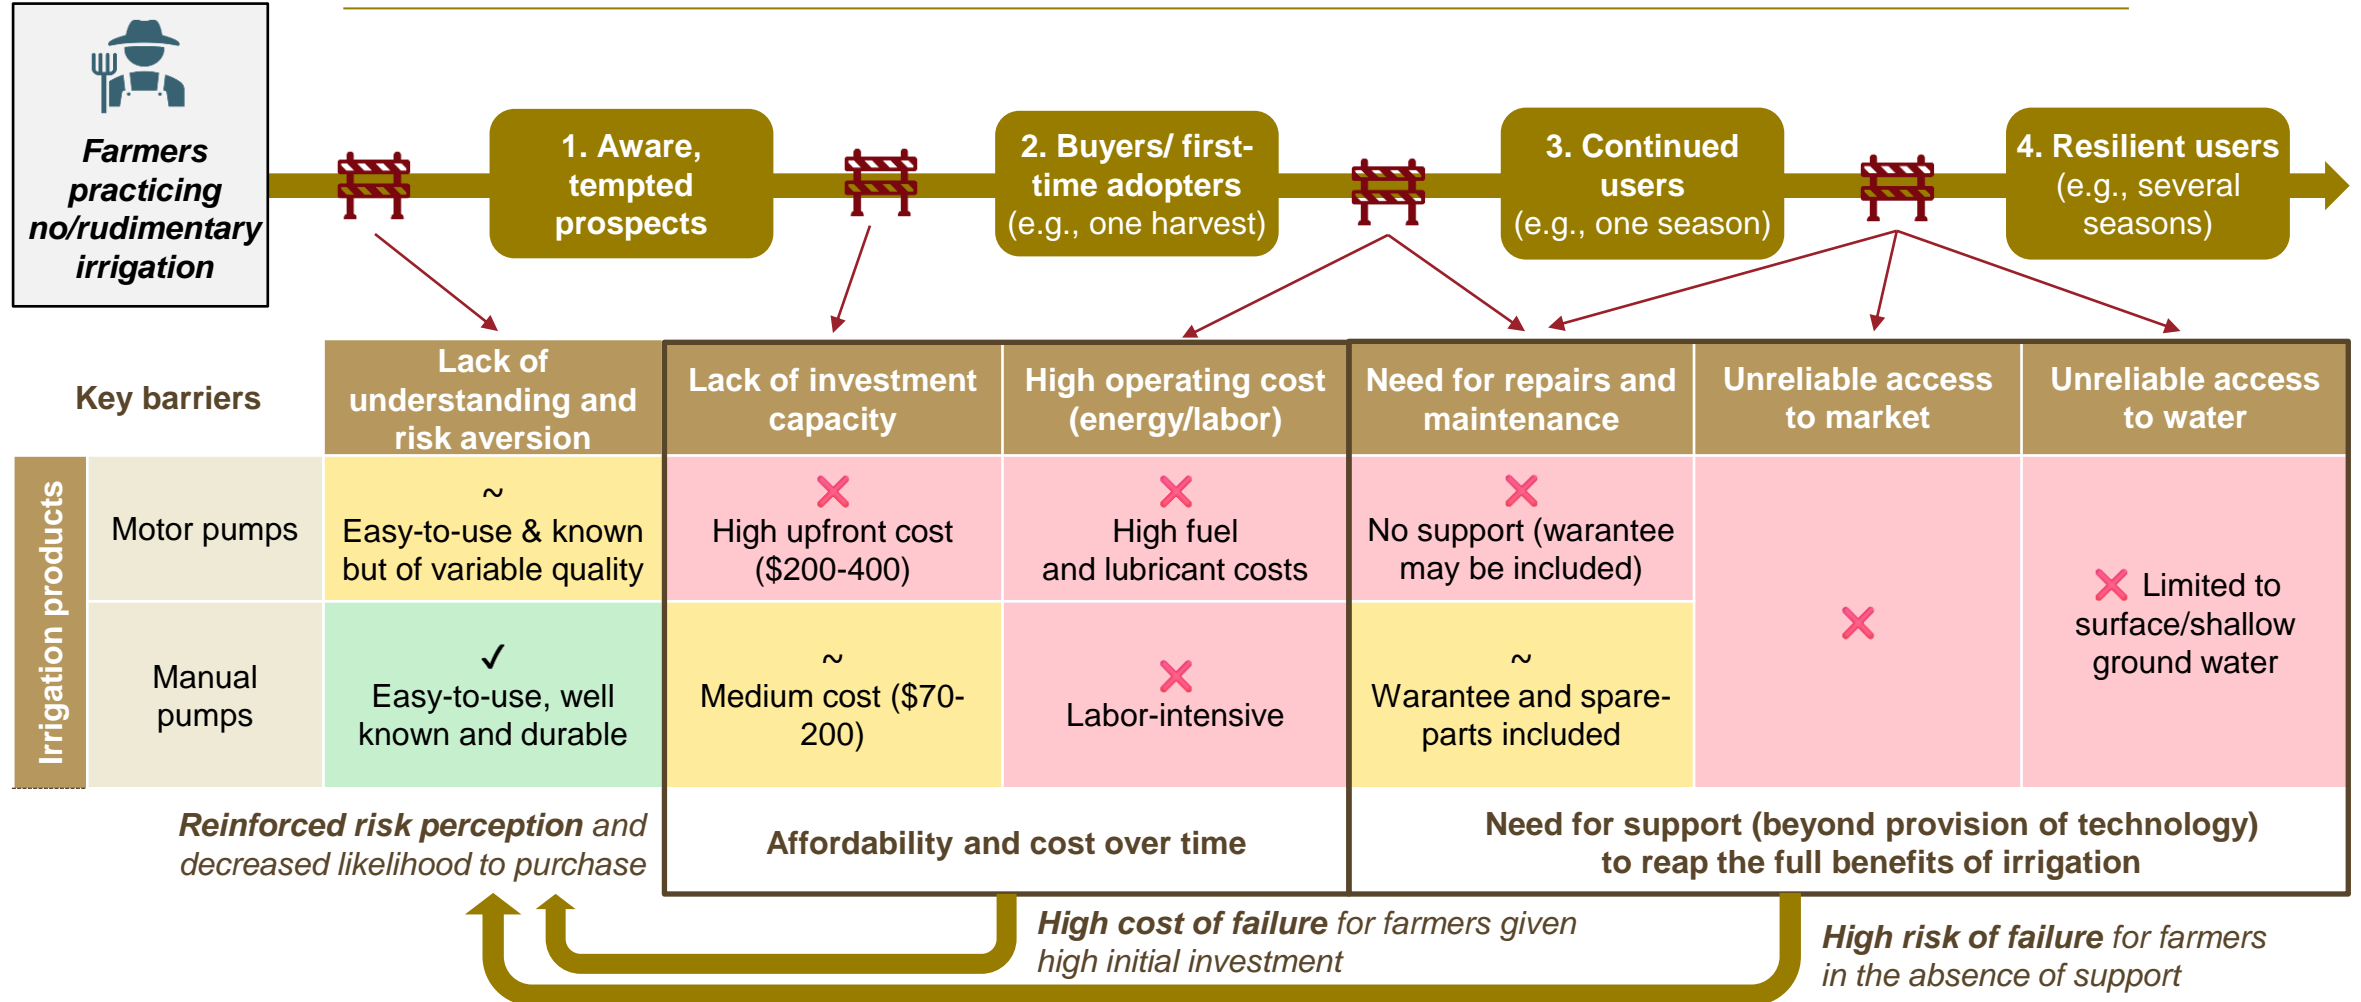 Farmers
practicing
no/rudimentary
irrigation
1. Aware,
tempted
prospects
2. Buyers/ first-
time adopters
(e.g., one harvest)
3. Continued
users
(e.g., one season)
4. Resilient users
(e.g., several
seasons)
Key barriers
Lack of
understanding and
risk aversion
Lack of investment
capacity
High operating cost
(energy/labor)
Need for repairs and
maintenance
Unreliable access
to market
Unreliable access
to water
Irrigation products
Motor pumps
~
Easy-to-use & known
but of variable quality
❌
High upfront cost
($200-400)
❌
High fuel
and lubricant costs
❌
No support (warantee
may be included)
Manual
pumps
✓
Easy-to-use, well
known and durable
~
Medium cost ($70-
200)
❌
Labor-intensive
~
Warantee and spare-
parts included
❌
❌ Limited to
surface/shallow
ground water
Reinforced risk perception and
decreased likelihood to purchase
Affordability and cost over time
Need for support (beyond provision of technology)
to reap the full benefits of irrigation
High cost of failure for farmers given
high initial investment
High risk of failure for farmers
in the absence of support